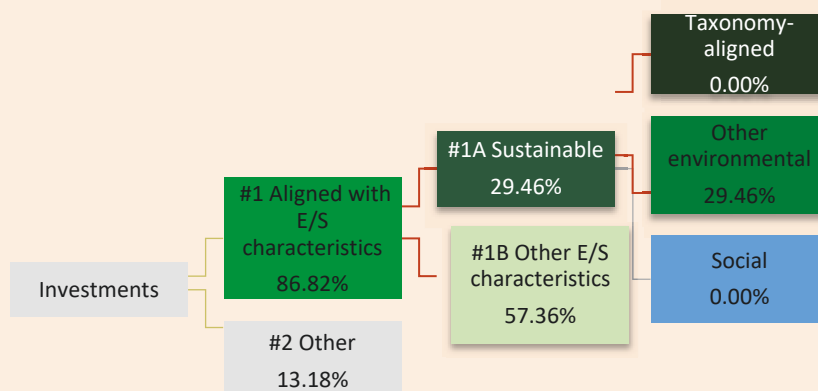 Investments
#1 Aligned with
E/S
characteristics
86.82%
#2 Other
13.18%
#1A Sustainable
29.46%
#1B Other E/S
characteristics
57.36%
Taxonomy-
aligned
0.00%
Other
environmental
29.46%
Social
0.00%